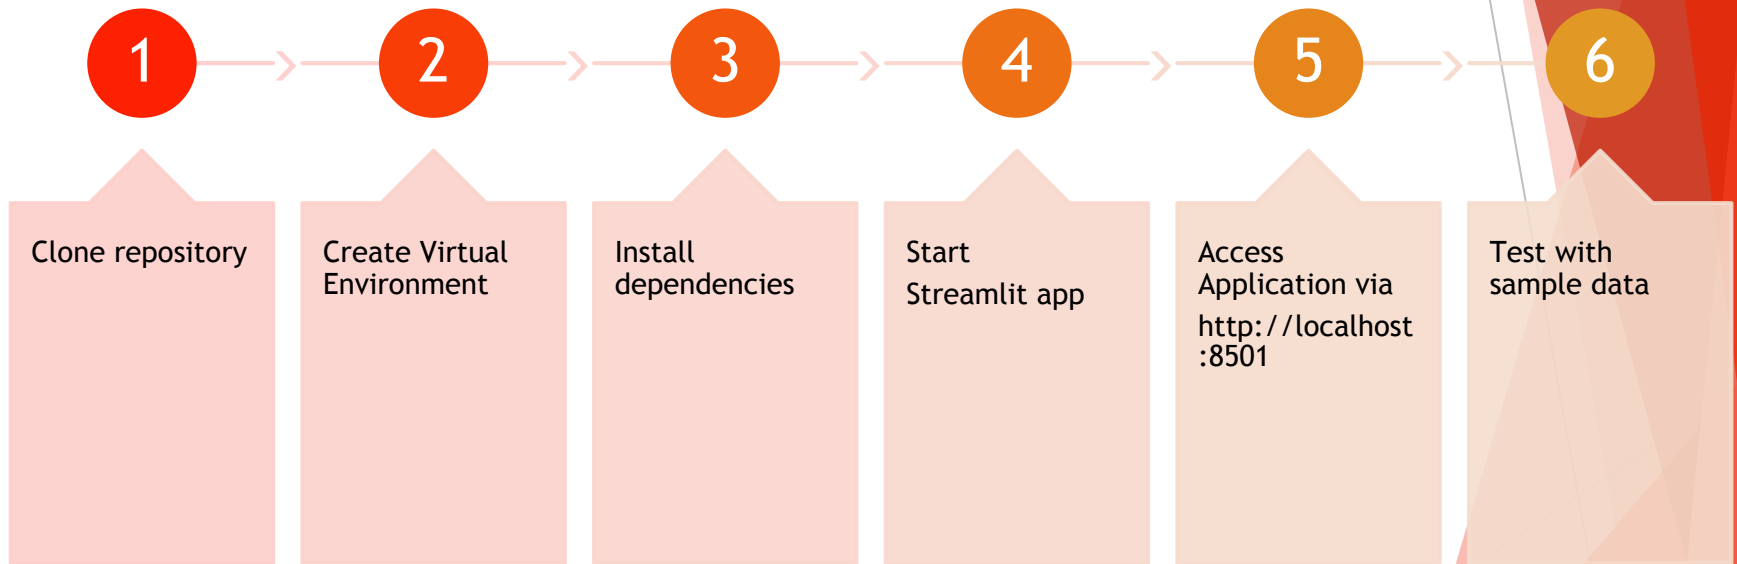 1
2
3
4
5
6
Clone repository
Create Virtual
Environment
Install
dependencies
Start
Streamlit app
Access
Application via
http://localhost
:8501
Test with
sample data